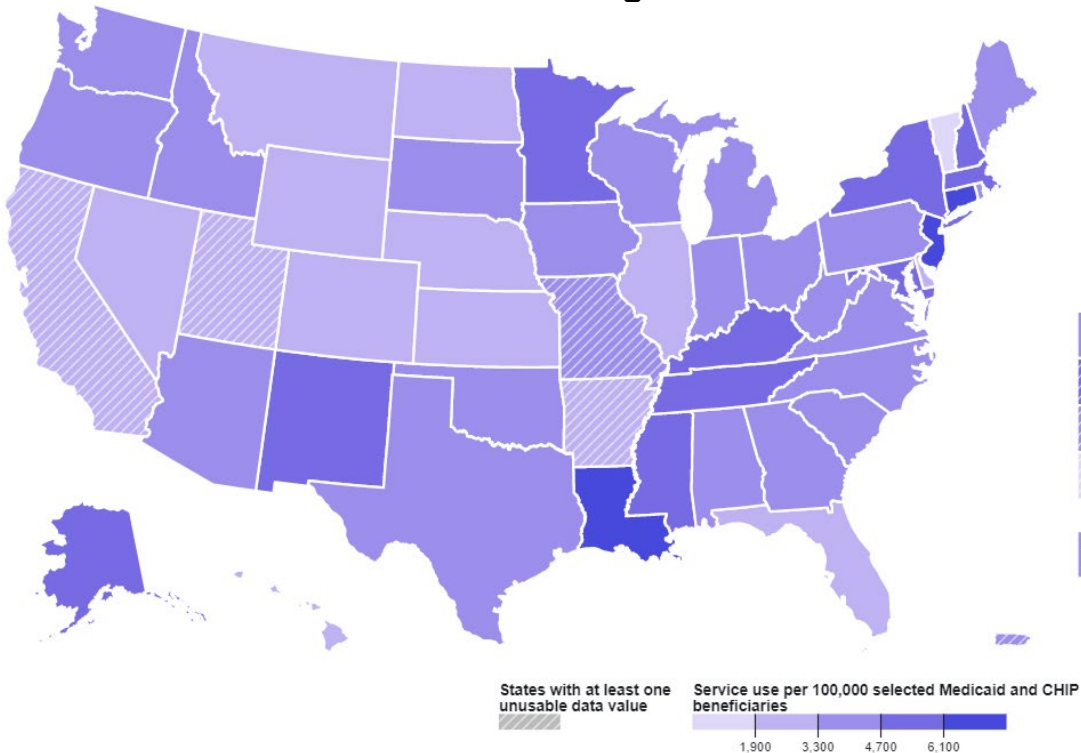 States with at least one
unusable data value
Service use per 100,000 selected Medicaid and CHIP
beneficiaries
1,900 3,300 4,700 6,100